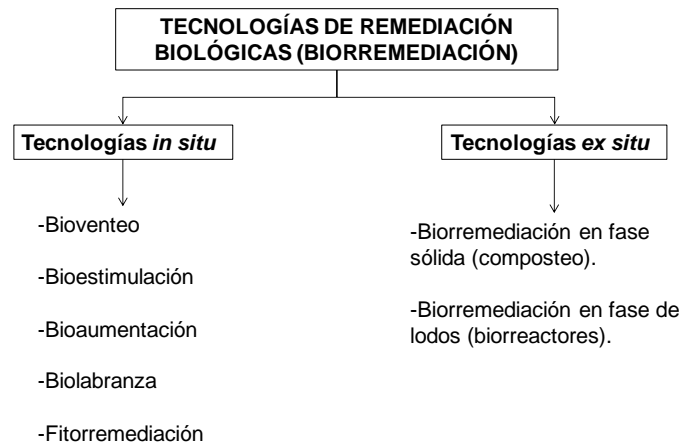 TECNOLOGÍAS DE REMEDIACIÓN
BIOLÓGICAS (BIORREMEDIACIÓN)
Tecnologías in situ
-Bioventeo
-Bioestimulación
-Bioaumentación
-Biolabranza
-Fitorremediación
Tecnologías ex situ
-Biorremediación en fase
sólida (composteo).
-Biorremediación en fase de
lodos (biorreactores).